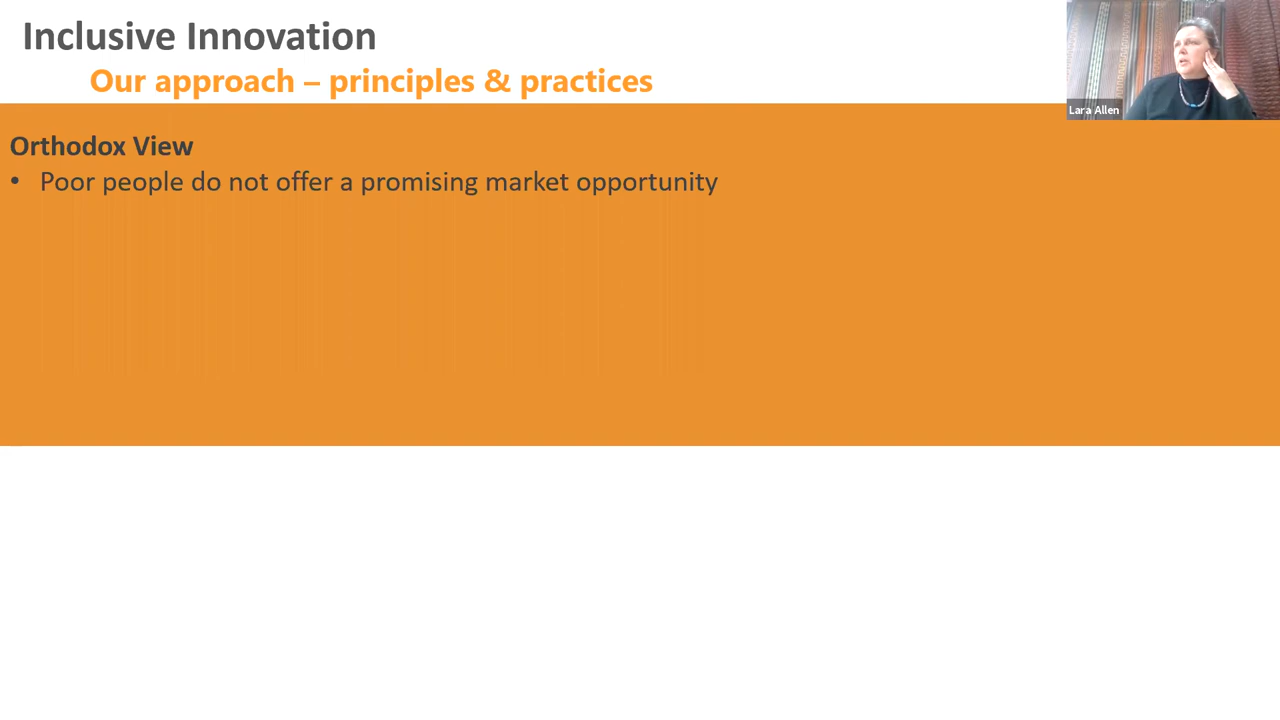 Inclusive Innovation
Our approach – principles & practices
Lara Allen
Orthodox View
• Poor people do not offer a promising market opportunity